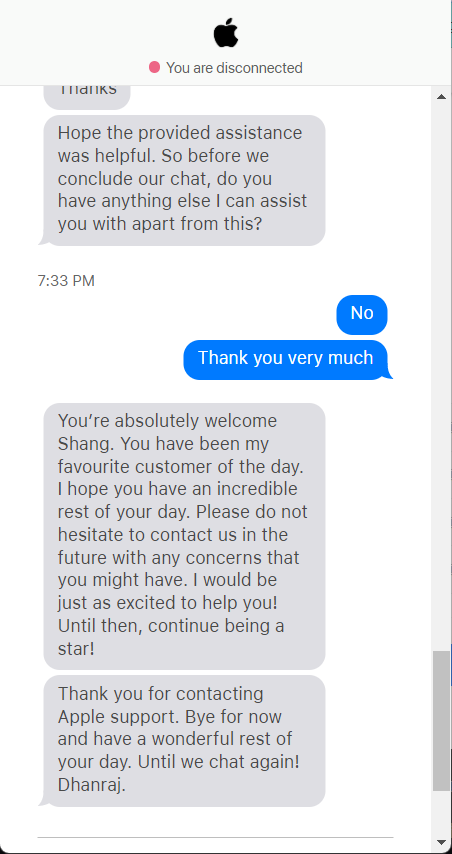 You are disconnected
Thanks
Hope the provided assistance
was helpful. So before we
conclude our chat, do you
have anything else I can assist
you with apart from this?
7:33 PM
No
Thank you very much
You’re absolutely welcome
Shang. You have been my
favourite customer of the day.
I hope you have an incredible
rest of your day. Please do not
hesitate to contact us in the
future with any concerns that
you might have. I would be
just as excited to help you!
Until then, continue being a
star!
Thank you for contacting
Apple support. Bye for now
and have a wonderful rest of
your day. Until we chat again!
Dhanraj.